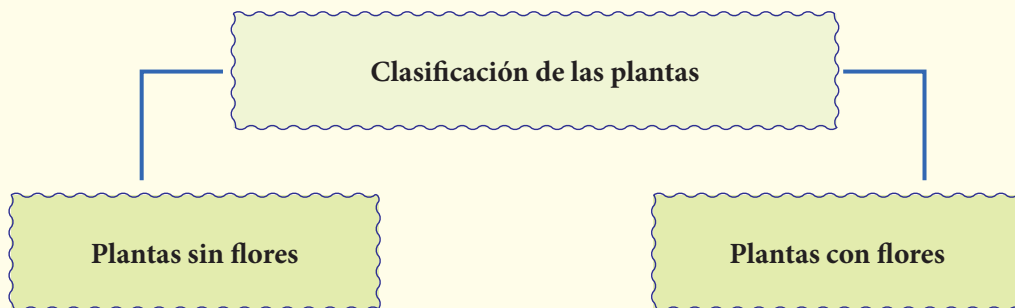 Clasificación de las plantas
Plantas sin flores
Plantas con flores